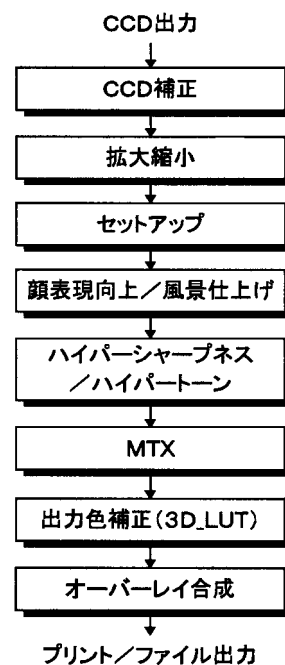 CCD出力
CCD補正
拡大縮小
セットアップ
顔表現向上／風景仕上げ
ハイパーシャープネス
／ハイパートーン
MTX
出力色補正（3D_LUT）
オーバーレイ合成
プリント／ファイル出力